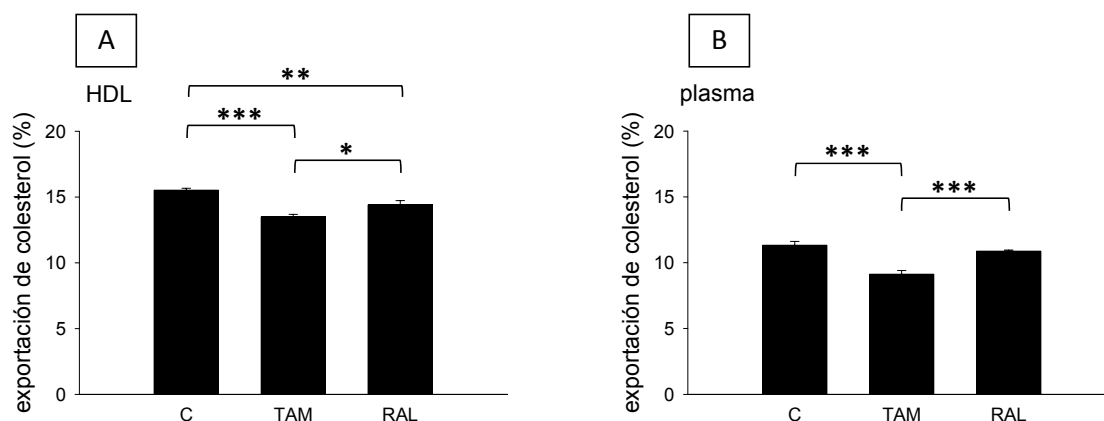 A
HDL
**
***
*
exportación de colesterol (%)
20
15
10
5
0
C TAM RAL
B
plasma
***
***
exportación de colesterol (%)
20
15
10
5
0
C TAM RAL